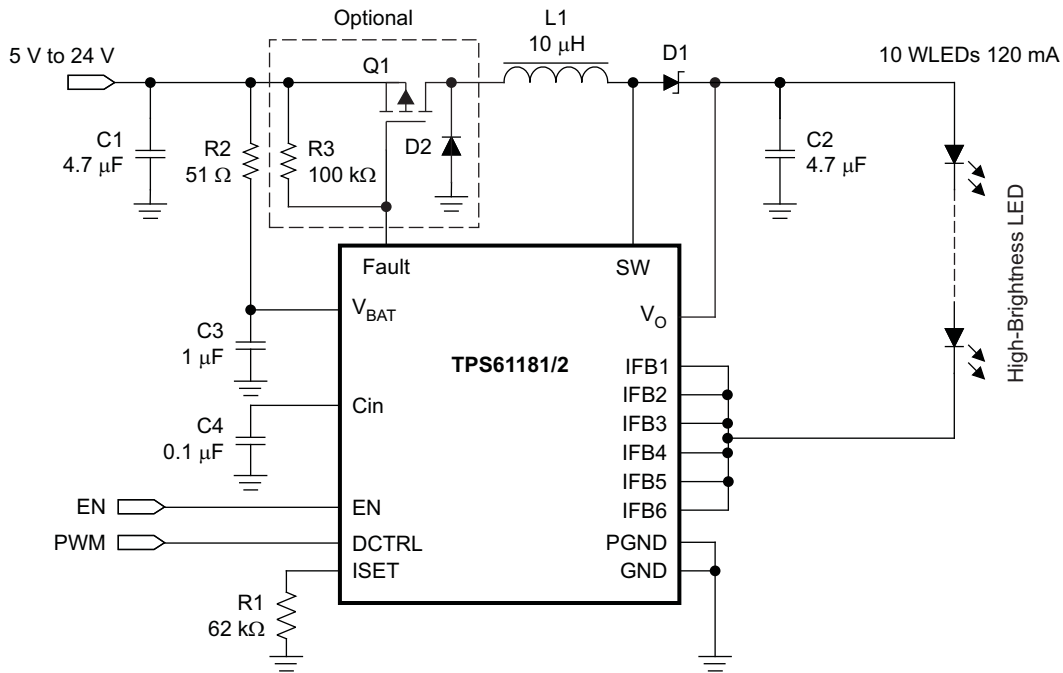 Optional
L1
10 μH
D1
5 V to 24 V
10 WLEDs 120 mA
Q1
C1
4.7 μF
R2
51 Ω
R3
100 kΩ
D2
C2
4.7 μF
High-Brightness LED
Fault
SW
VBAT
VO
C3
1 μF
TPS61181/2
IFB1
IFB2
IFB3
IFB4
IFB5
IFB6
Cin
C4
0.1 μF
EN
EN
PWM
DCTRL
PGND
ISET
GND
R1
62 kΩ